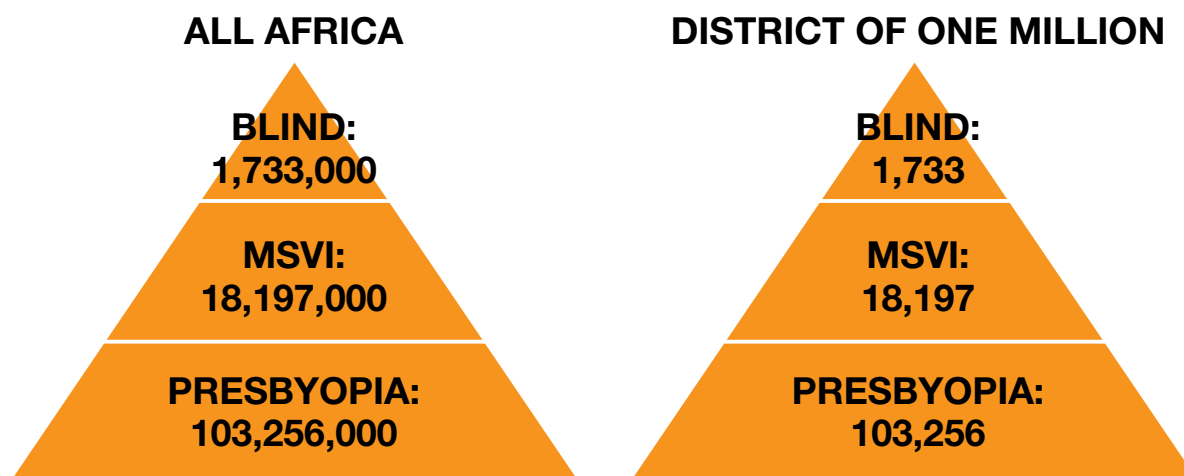 ALL AFRICA
BLIND:
1,733,000
MSVI:
18,197,000
PRESBYOPIA:
103,256,000
DISTRICT OF ONE MILLION
BLIND:
1,733
MSVI:
18,197
PRESBYOPIA:
103,256